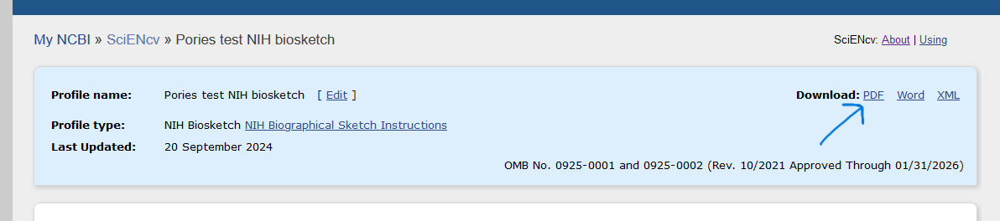 My NCBI » SciENcv » Pories test NIH biosketch
SciENcv: About | Using
Profile name: Pories test NIH biosketch [ Edit ]
Download: PDF Word XML
Profile type: NIH Biosketch NIH Biographical Sketch Instructions
Last Updated: 20 September 2024
OMB No. 0925-0001 and 0925-0002 (Rev. 10/2021 Approved Through 01/31/2026)